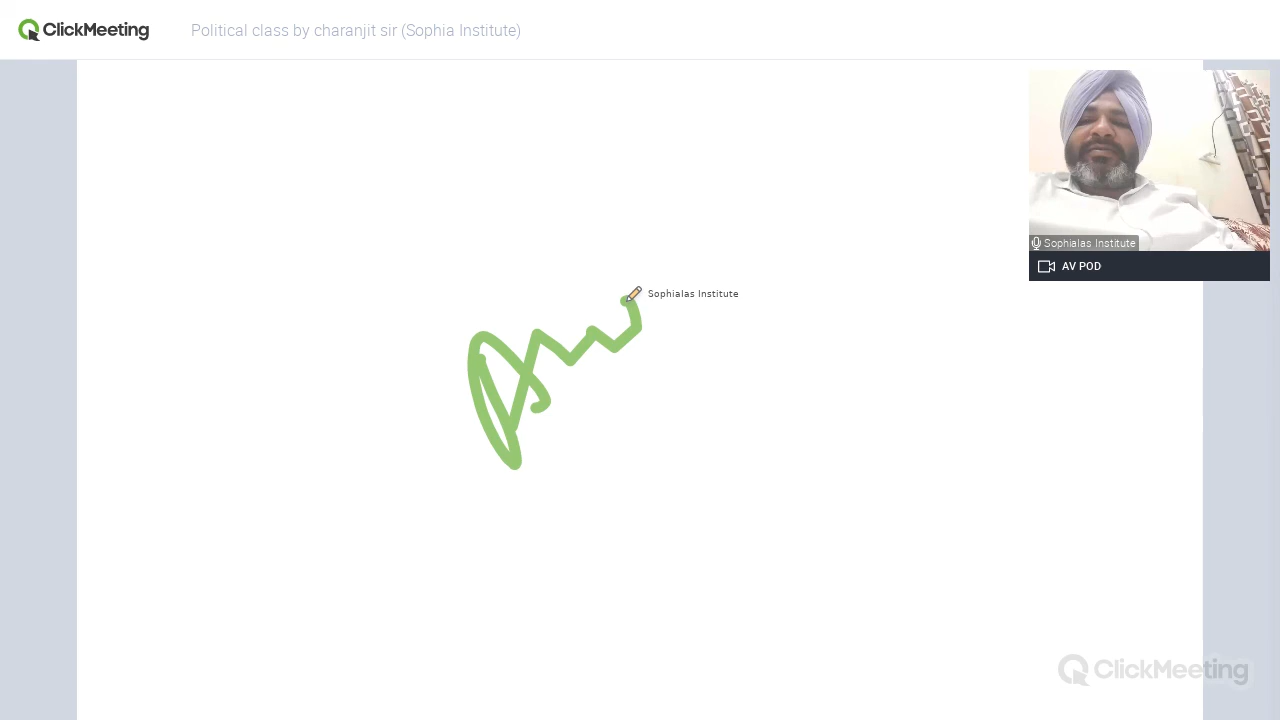 ClickMeeting
Political class by charanjit sir (Sophia Institute)
Sophialas Institute
AV POD
Sophialas Institute
ClickMeeting